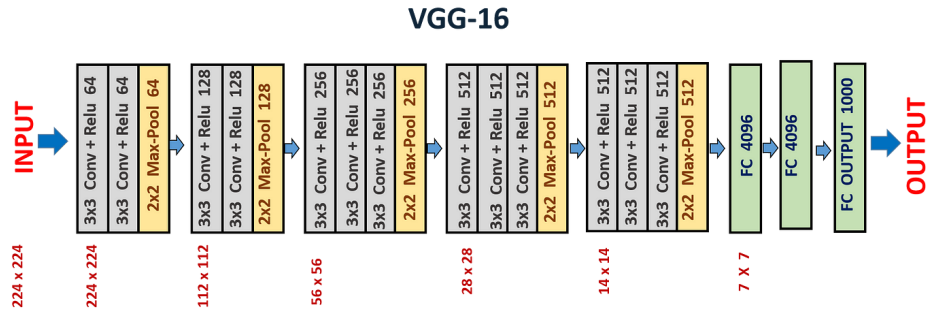 VGG-16
INPUT
3x3 Conv + Relu 64
3x3 Conv + Relu 64
2x2 Max-Pool 64
3x3 Conv + Relu 128
3x3 Conv + Relu 128
2x2 Max-Pool 128
3x3 Conv + Relu 256
3x3 Conv + Relu 256
3x3 Conv + Relu 256
2x2 Max-Pool 256
3x3 Conv + Relu 512
3x3 Conv + Relu 512
3x3 Conv + Relu 512
2x2 Max-Pool 512
3x3 Conv + Relu 512
3x3 Conv + Relu 512
3x3 Conv + Relu 512
2x2 Max-Pool 512
FC 4096
FC 4096
FC OUTPUT 1000
OUTPUT
224 x 224
224 x 224
112 x 112
56 x 56
28 x 28
14 x 14
7 X 7